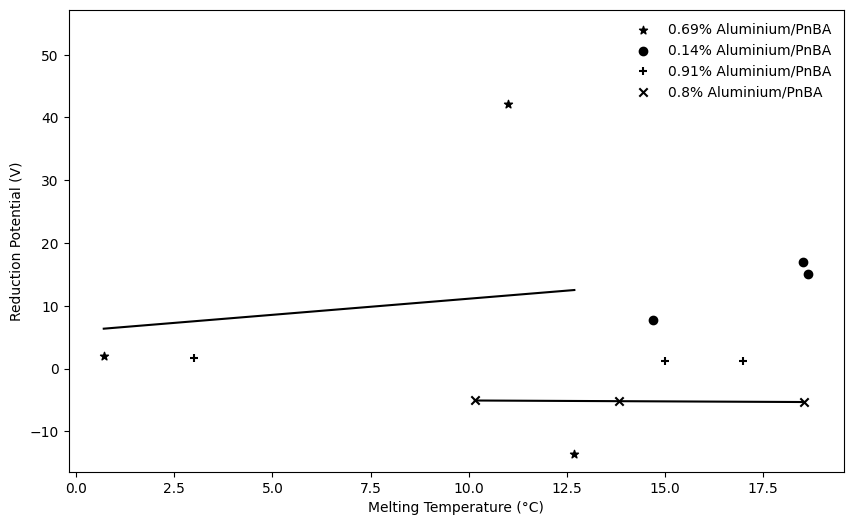 0.69% Aluminium/PnBA
0.14% Aluminium/PnBA
0.91% Aluminium/PnBA
0.8% Aluminium/PnBA
Reduction Potential (V)
50
40
30
20
10
0
−10
0.0 2.5 5.0 7.5 10.0 12.5 15.0 17.5
Melting Temperature (°C)